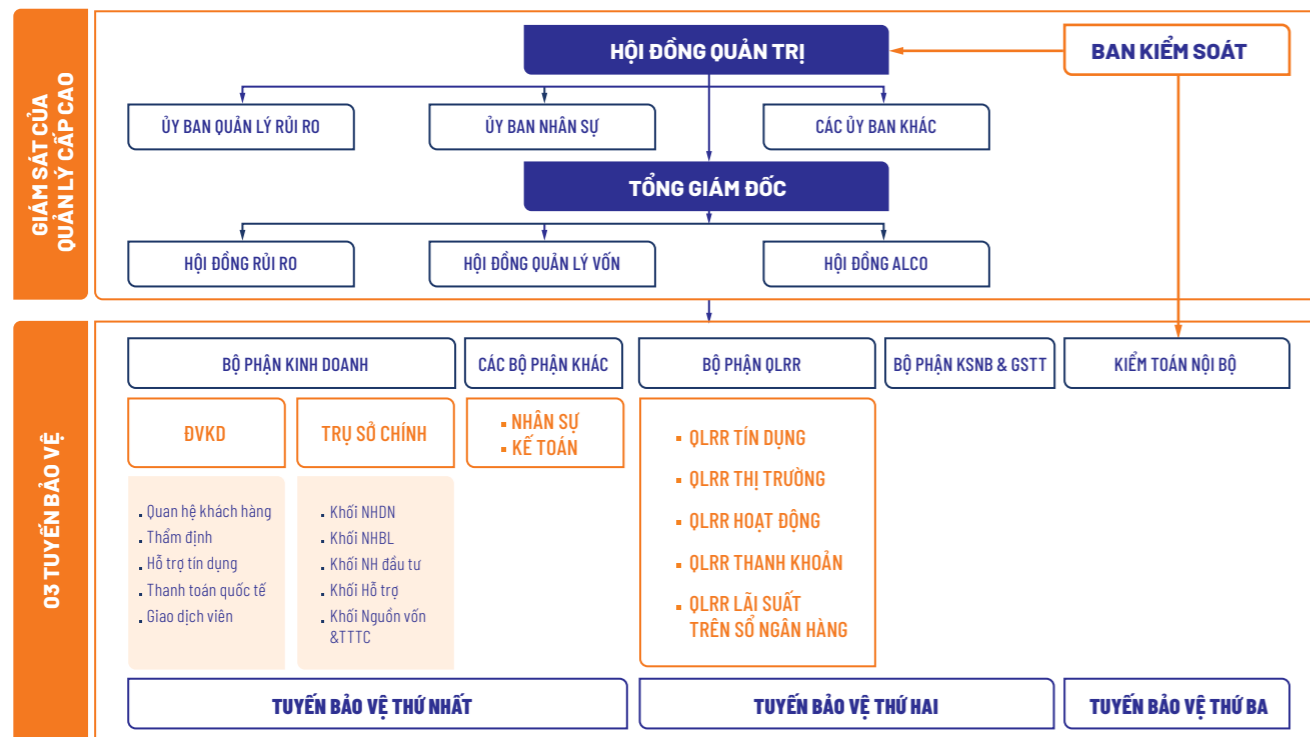 GIÁM SÁT CỦA
QUẢN LÝ CẤP CAO
HỘI ĐỒNG QUẢN TRỊ
BAN KIỂM SOÁT
ỦY BAN QUẢN LÝ RỦI RO
ỦY BAN NHÂN SỰ
CÁC ỦY BAN KHÁC
TỔNG GIÁM ĐỐC
HỘI ĐỒNG RỦI RO
HỘI ĐỒNG QUẢN LÝ VỐN
HỘI ĐỒNG ALCO
03 TUYẾN BẢO VỆ
BỘ PHẬN KINH DOANH
CÁC BỘ PHẬN KHÁC
BỘ PHẬN QLRR
BỘ PHẬN KSNB & GSTT
KIỂM TOÁN NỘI BỘ
ĐVKD
TRỤ SỞ CHÍNH
▪ NHÂN SỰ
▪ KẾ TOÁN
. Quan hệ khách hàng
. Thẩm định
. Hỗ trợ tín dụng
. Thanh toán quốc tế
. Giao dịch viên
. Khối NHDN
. Khối NHBL
. Khối NH đầu tư
. Khối Hỗ trợ
. Khối Nguồn vốn
&TTTC
▪ QLRR TÍN DỤNG
▪ QLRR THỊ TRƯỜNG
▪ QLRR HOẠT ĐỘNG
▪ QLRR THANH KHOẢN
▪ QLRR LÃI SUẤT
TRÊN SỔ NGÂN HÀNG
TUYẾN BẢO VỆ THỨ NHẤT
TUYẾN BẢO VỆ THỨ HAI
TUYẾN BẢO VỆ THỨ BA